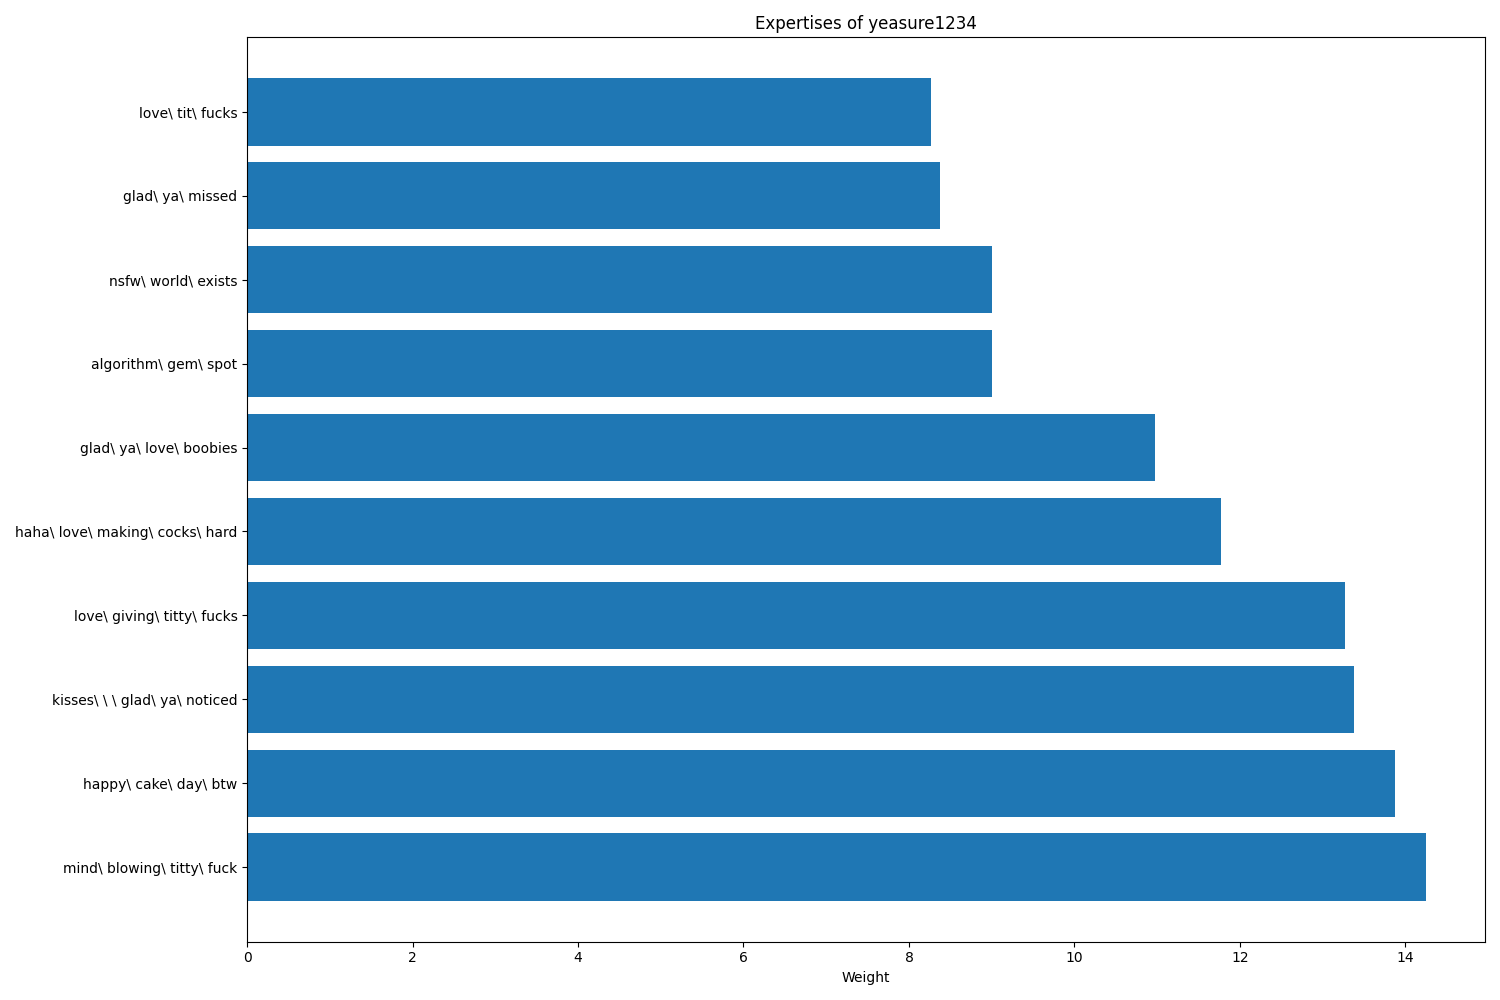 Expertises of yeasure1234
love\ tit\ fucks
glad\ ya\ missed
nsfw\ world\ exists
algorithm\ gem\ spot
glad\ ya\ love\ boobies
haha\ love\ making\ cocks\ hard
love\ giving\ titty\ fucks
kisses\ \ \ glad\ ya\ noticed
happy\ cake\ day\ btw
mind\ blowing\ titty\ fuck
0 2 4 6 8 10 12 14
Weight